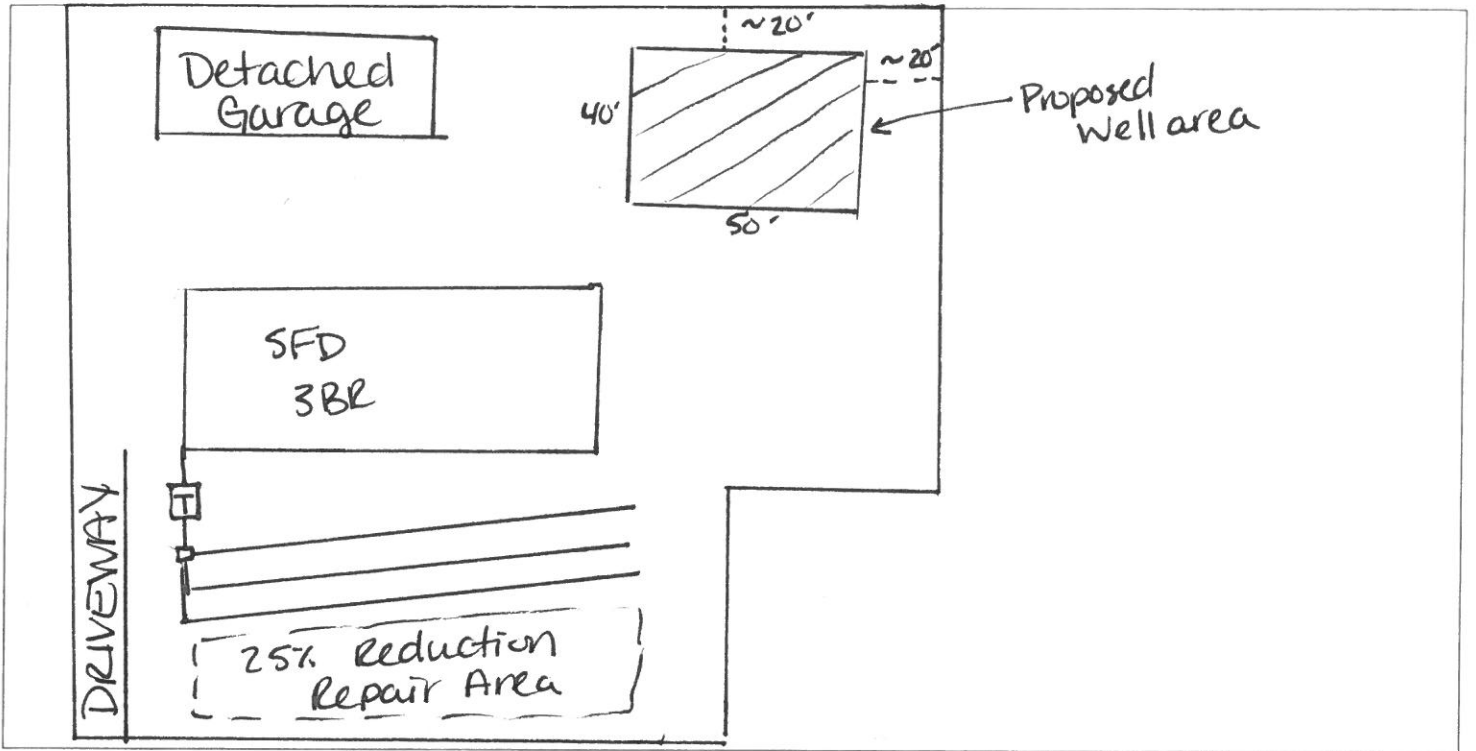 ~20'
Detached
Garage
~20'
40'
Proposed
Well area
50'
SFD
3BR
T
DRIVEWAY
25% Reduction
Repair Area